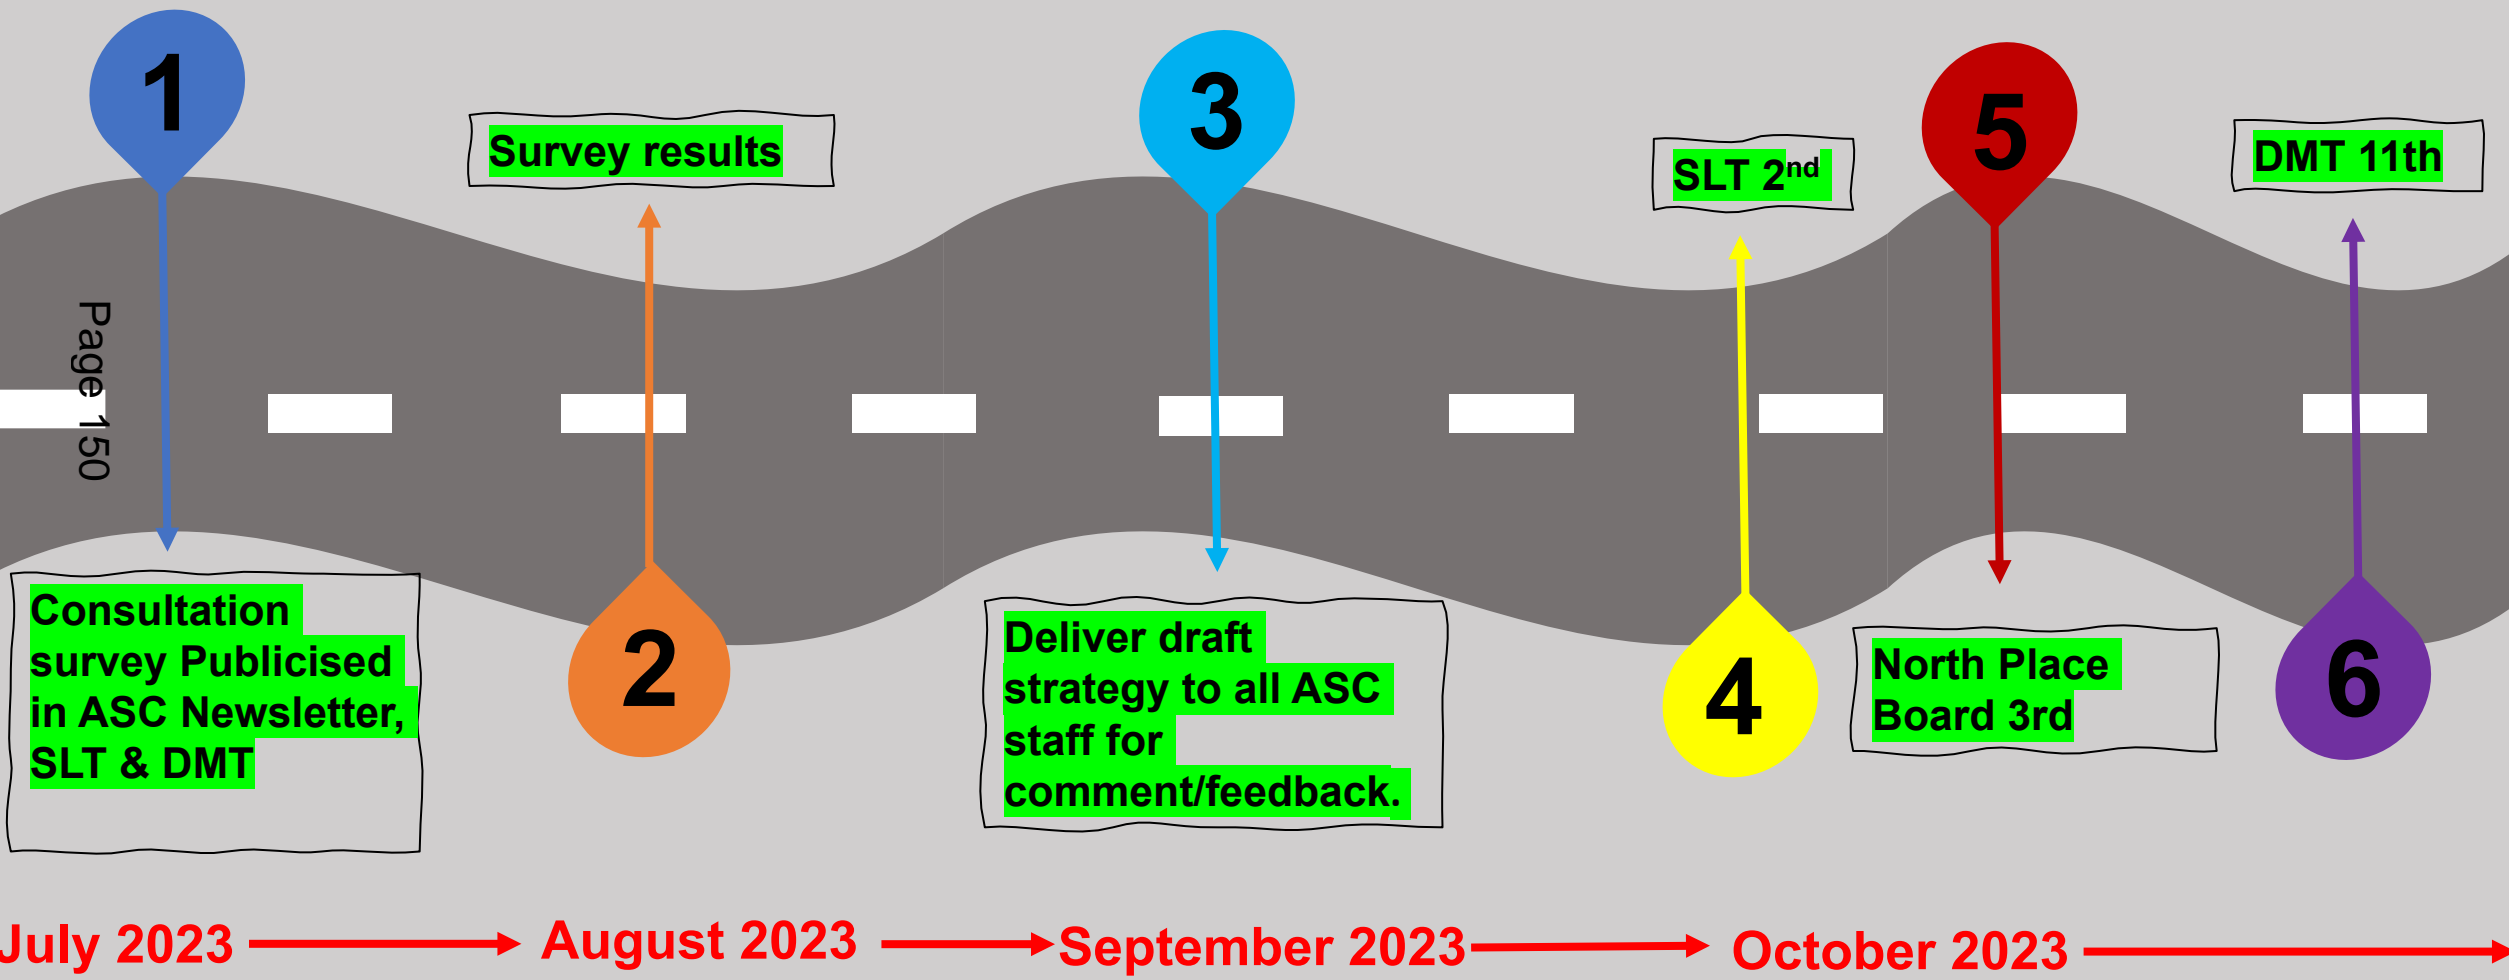 1
Consultation
survey Publicised
in ASC Newsletter,
SLT & DMT
Survey results
2
3
Deliver draft
strategy to all ASC
staff for
comment/feedback.
SLT 2nd
4
5
North Place
Board 3rd
DMT 11th
6
Page 150
July 2023
August 2023
September 2023
October 2023